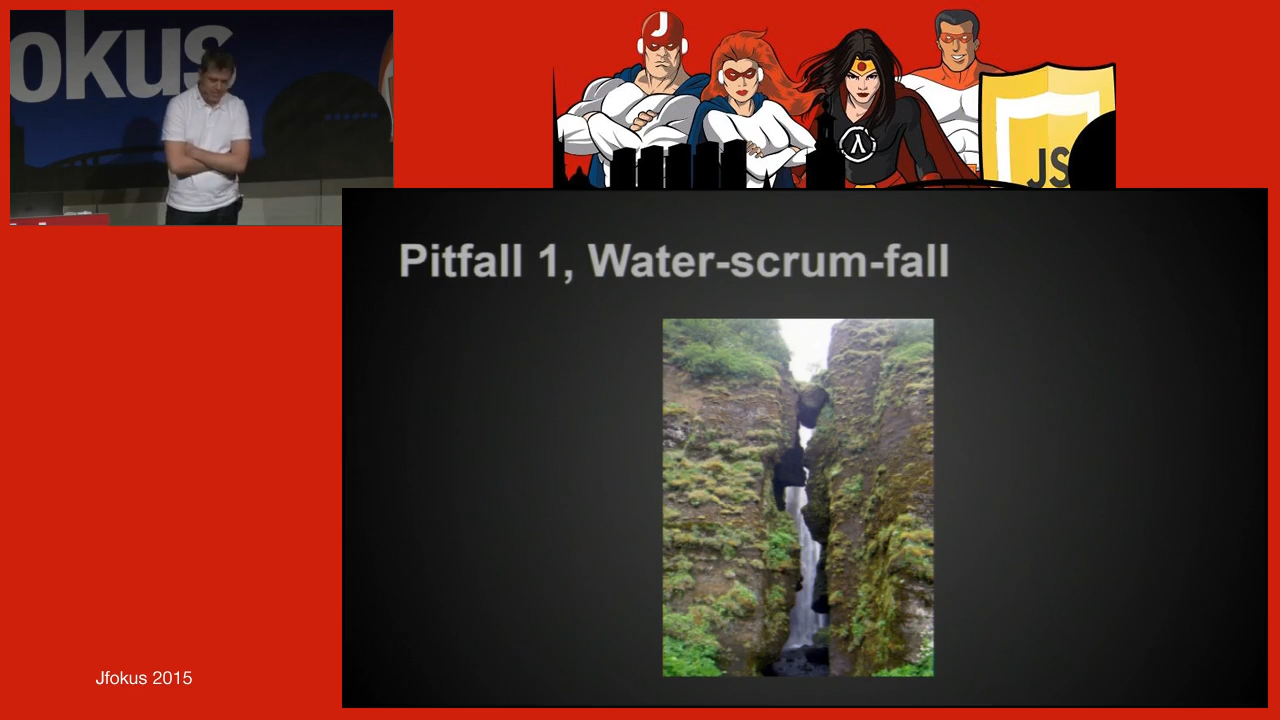 okus
J
λ
JS
Pitfall 1, Water-scrum-fall
Jfokus 2015